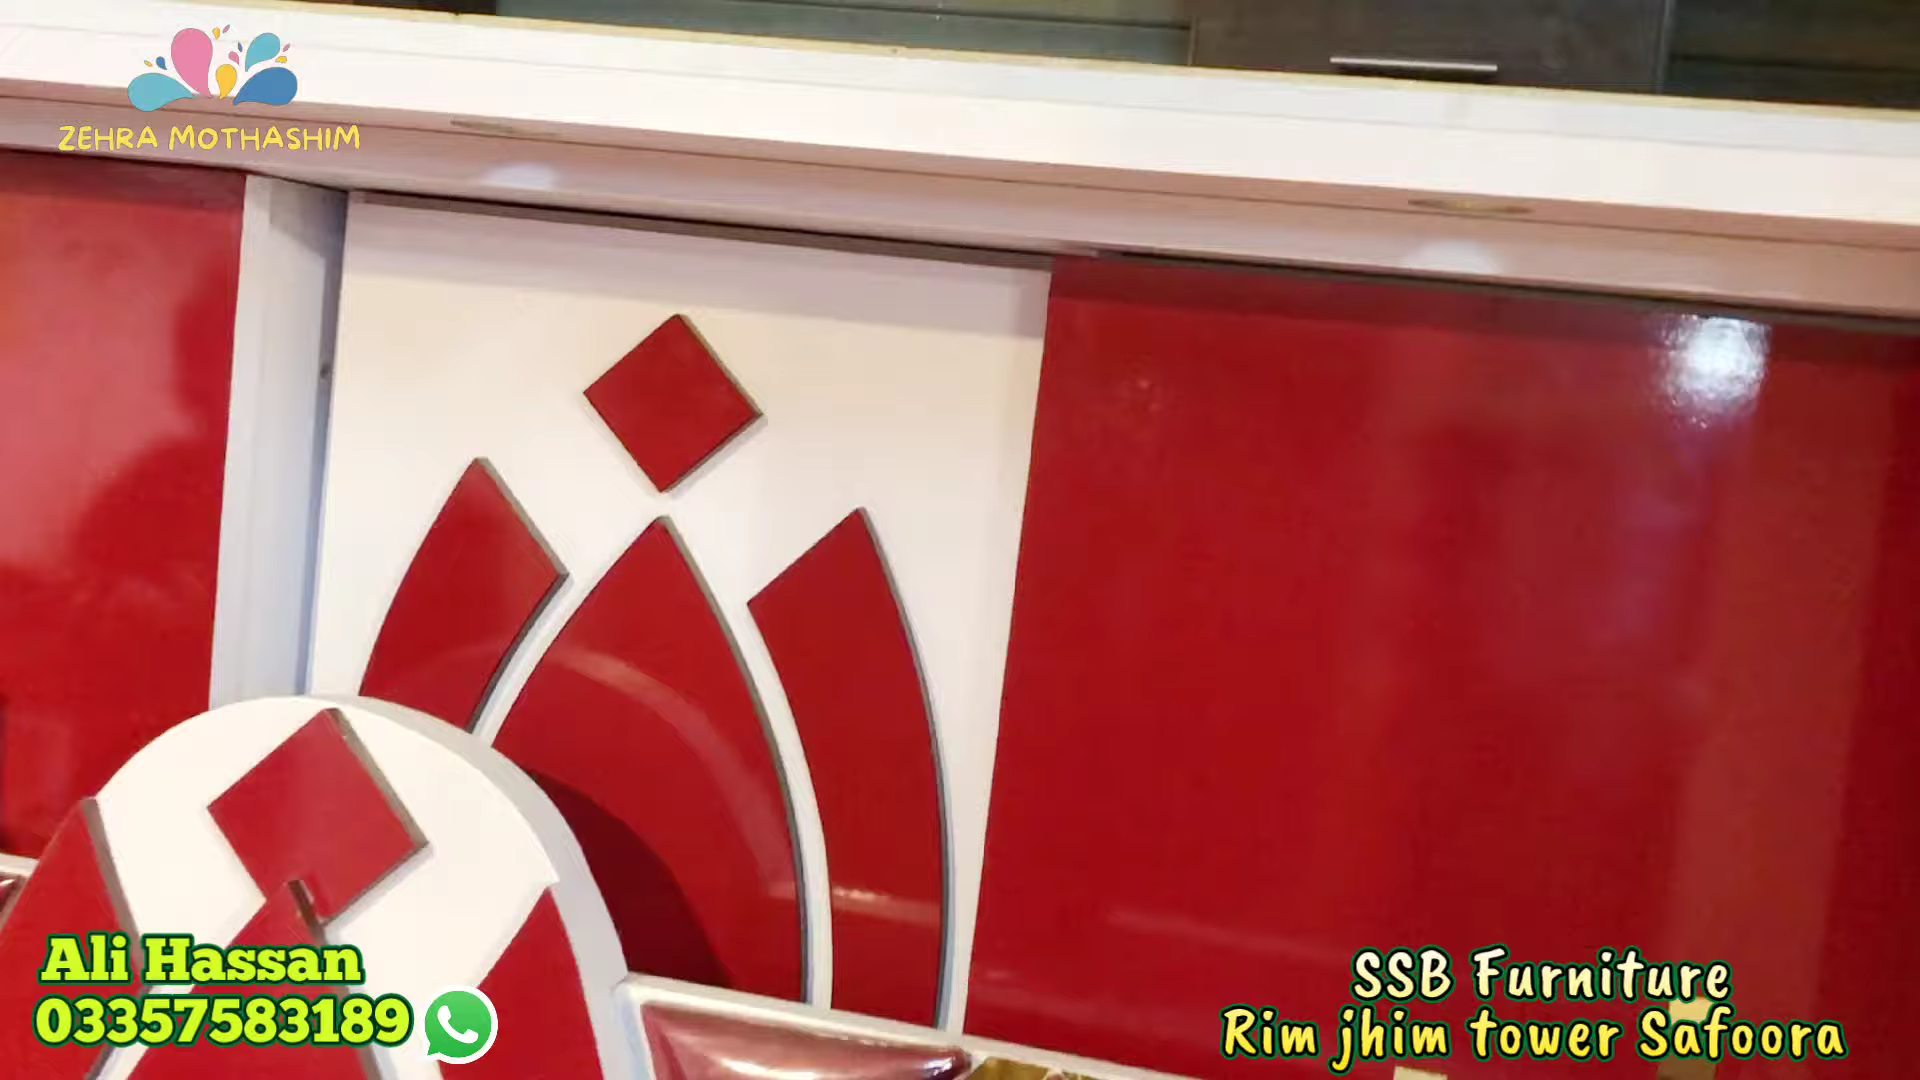 ZEHRA MOTHASHIM
Ali Hassan
03357583189
SSB Furniture
Rim jhim tower Safoora